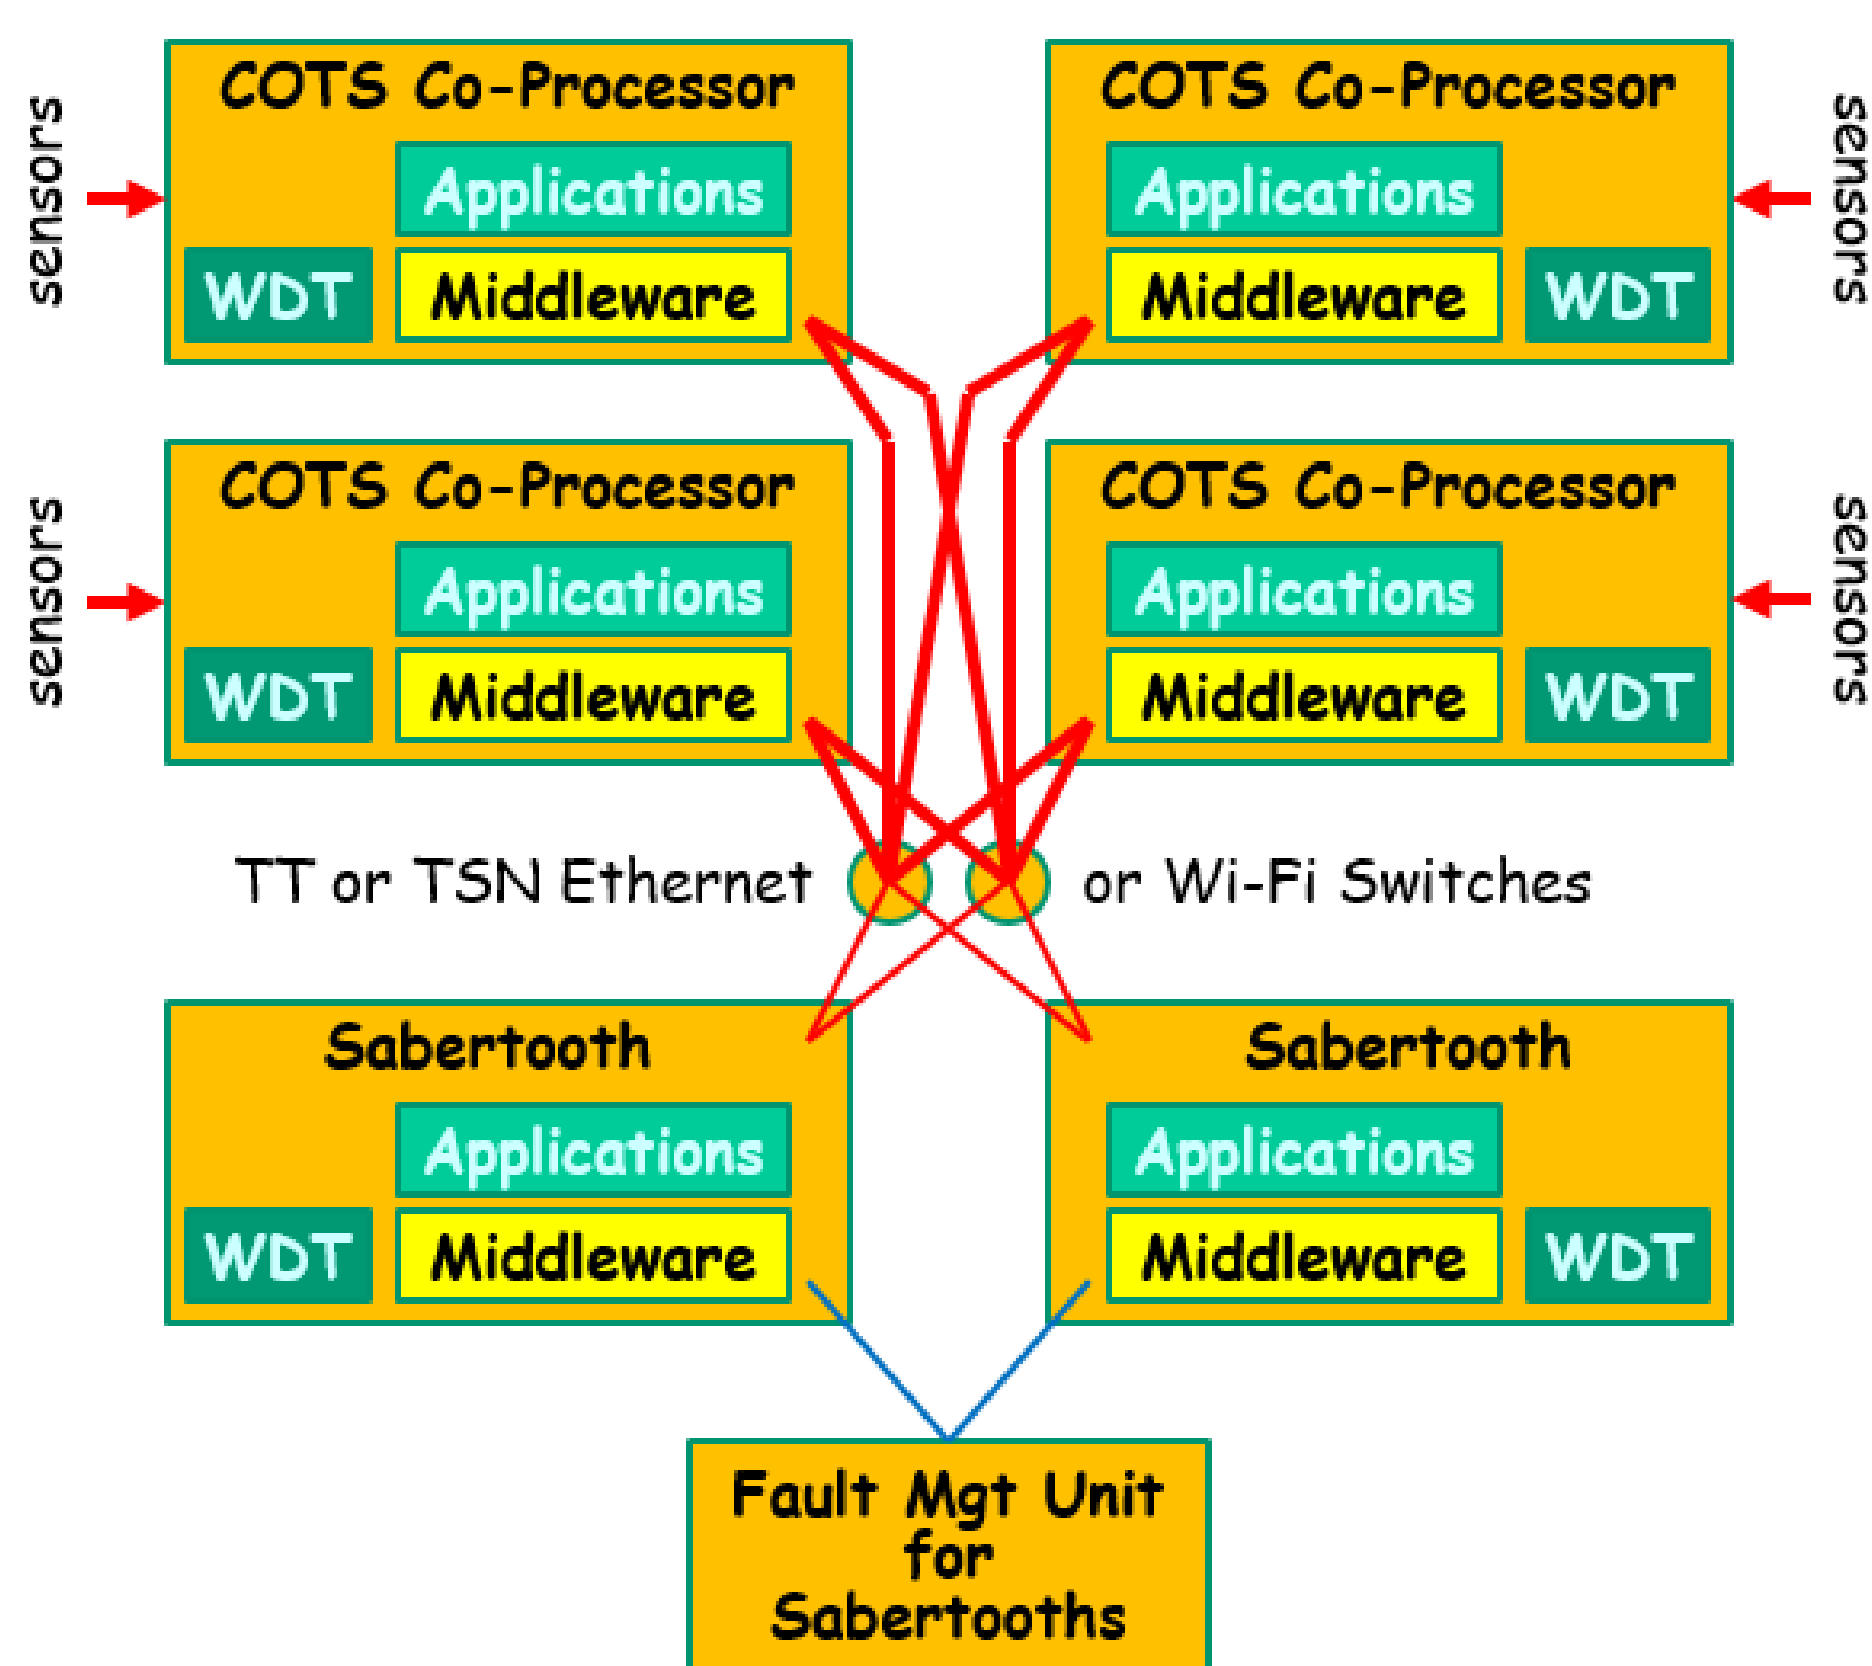 COTS Co-Processor
COTS Co-Processor
sensors
Applications
Applications
sensors
WDT
Middleware
Middleware
WDT
COTS Co-Processor
COTS Co-Processor
sensors
Applications
Applications
sensors
WDT
Middleware
Middleware
WDT
TT or TSN Ethernet
or Wi-Fi Switches
Sabertooth
Sabertooth
Applications
Applications
WDT
Middleware
Middleware
WDT
Fault Mgt Unit
for
Sabertooths